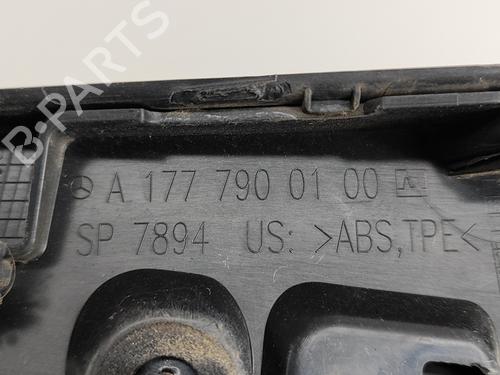 B-PARTS
A 177 790 01 00
SP 7894 US: >ABS,TPE<